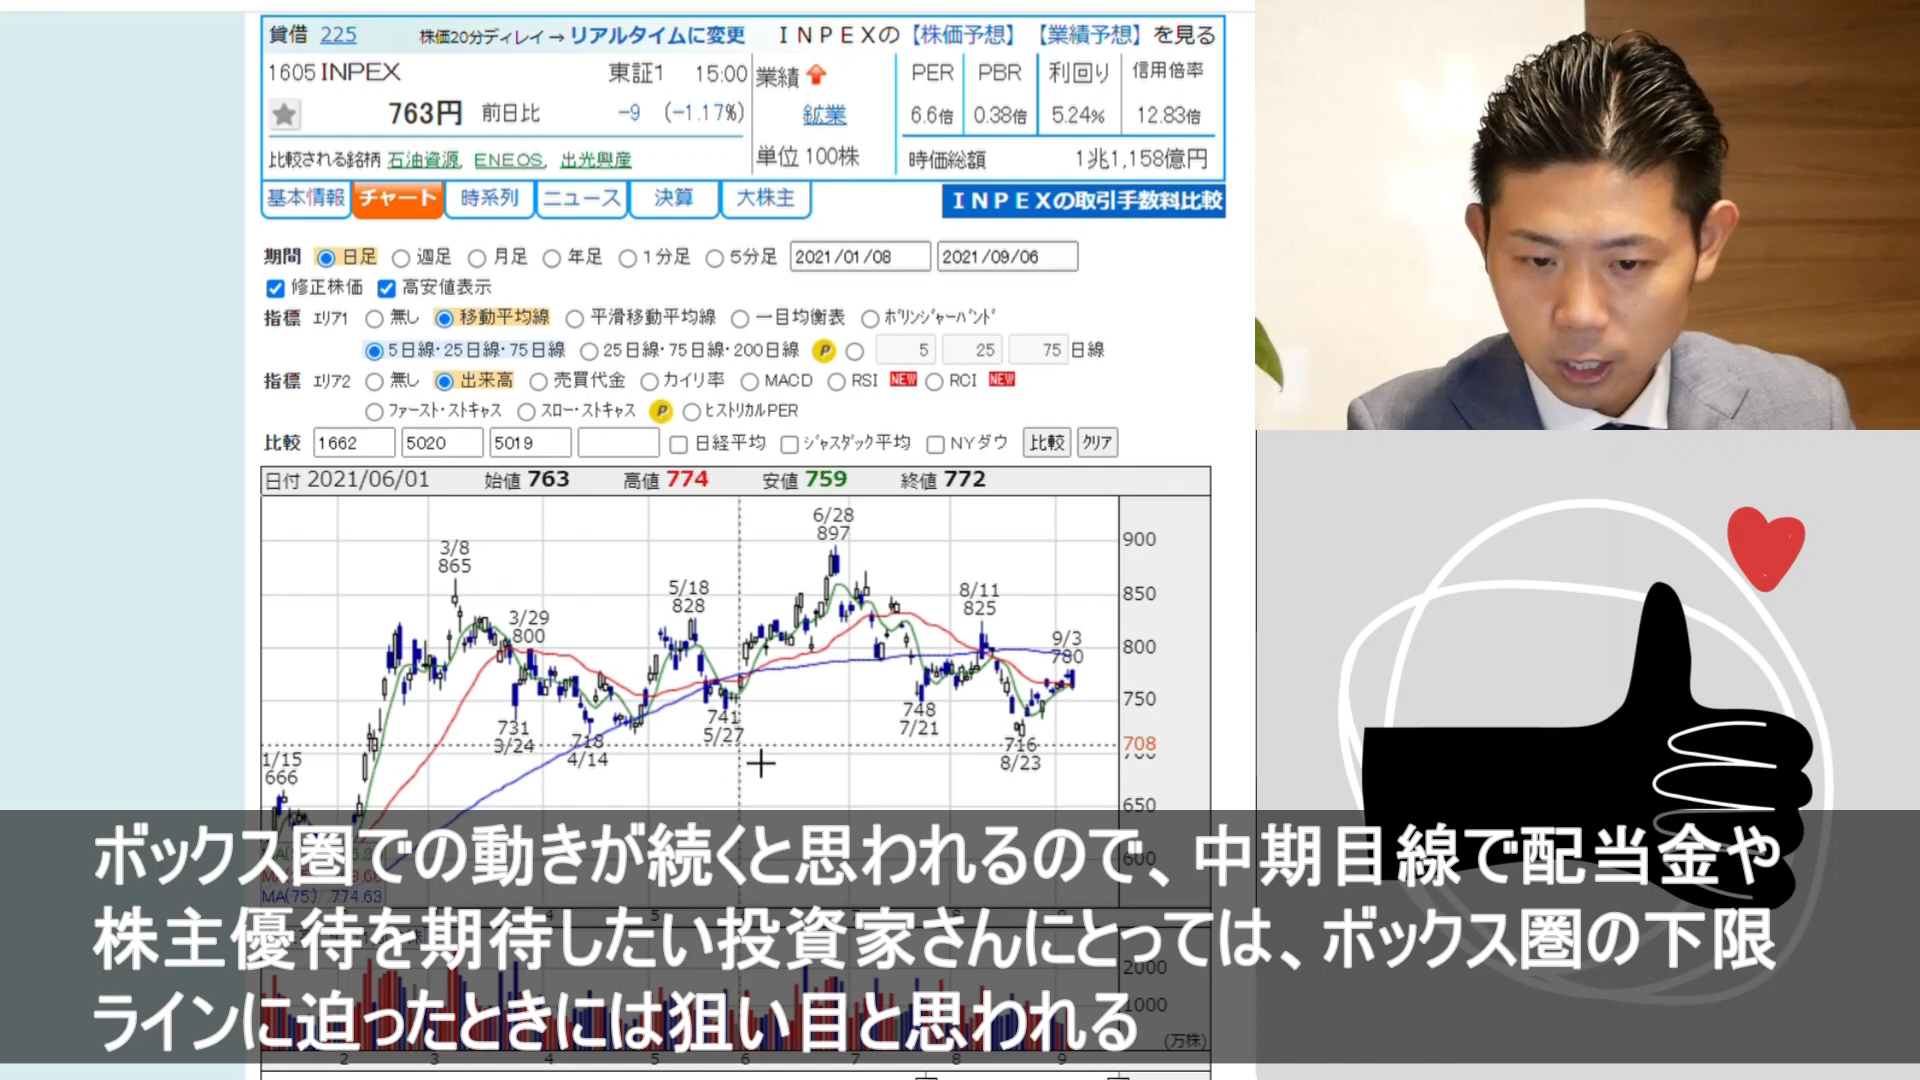 貸借 225 株価20分ディレイ → リアルタイムに変更 ＩＮＰＥＸの【株価予想】【業績予想】を見る
1605 INPEX 東証1 15:00
763円 前日比 -9 (-1.17%)
比較される銘柄 石油資源, ENEOS, 出光興産
業績
鉱業
単位 100株
PER PBR 利回り 信用倍率
6.6倍 0.38倍 5.24% 12.83倍
時価総額 1兆1,158億円
基本情報 チャート 時系列 ニュース 決算 大株主 ＩＮＰＥＸの取引手数料比較
期間 日足 週足 月足 年足 1分足 5分足 2021/01/08 2021/09/06
修正株価 高安値表示
指標 エリア1 無し 移動平均線 平滑移動平均線 一目均衡表 ボリンジャーバンド
5日線・25日線・75日線 25日線・75日線・200日線 P 5 25 75 日線
指標 エリア2 無し 出来高 売買代金 カイリ率 MACD RSI NEW RCI NEW
ファースト・ストキャス スロー・ストキャス P ヒストリカルPER
比較 1662 5020 5019 日経平均 ジャスダック平均 NYダウ 比較 クリア
日付 2021/06/01 始値 763 高値 774 安値 759 終値 772
6/28
897
3/8
865
5/18
828
8/11
825
3/29
800
9/3
780
731
3/24
718
4/14
741
5/27
748
7/21
716
8/23
1/15
666
900
850
800
750
708
700
650
600
MA(75) 774.63
ボックス圏での動きが続くと思われるので、中期目線で配当金や
株主優待を期待したい投資家さんにとっては、ボックス圏の下限
ラインに迫ったときには狙い目と思われる
2000
1000
(万株)
2 3 4 5 6 7 8 9